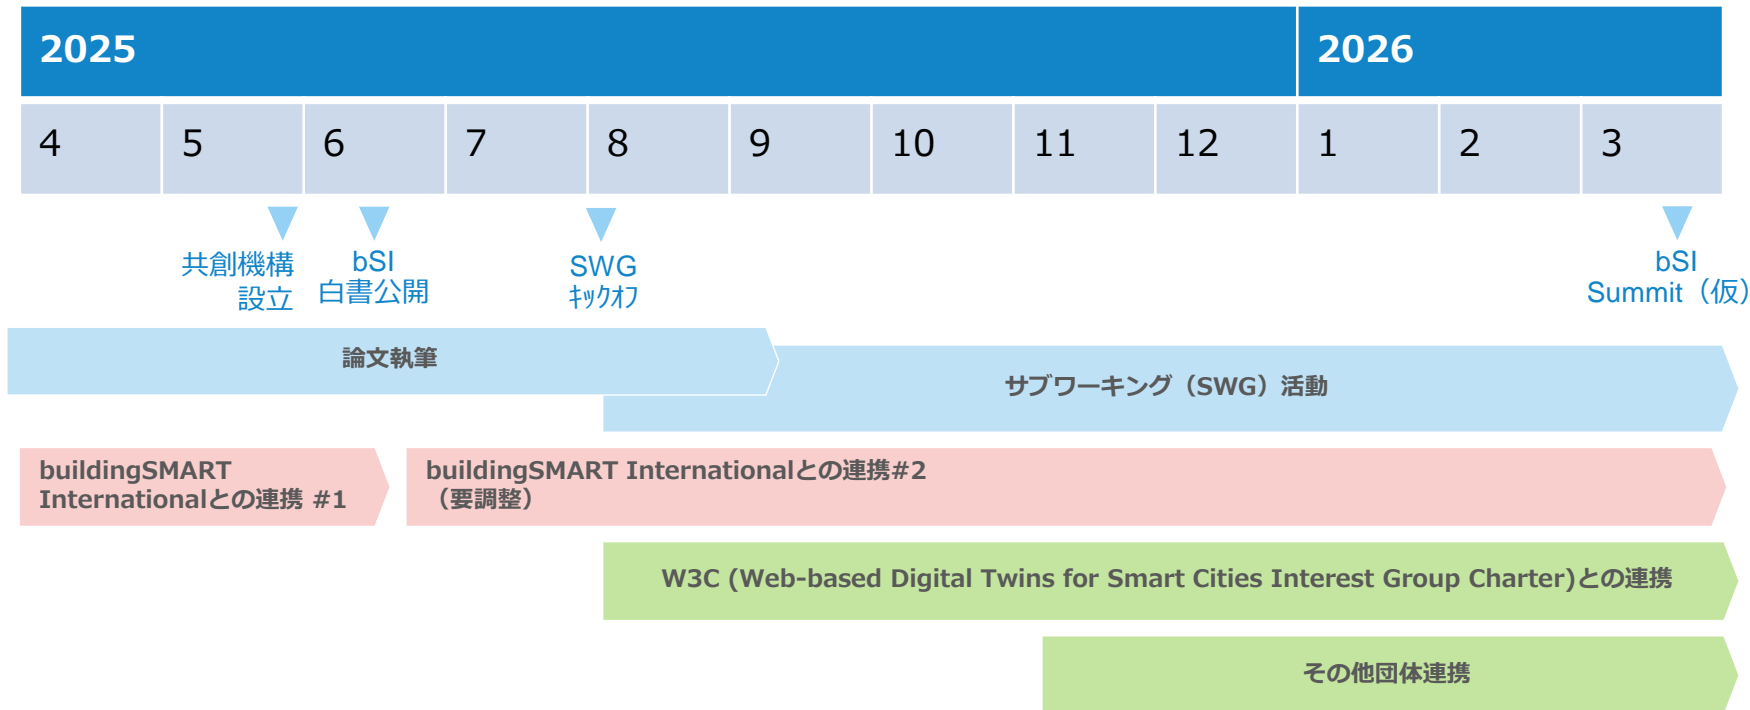 2025
2026
4
5
6
7
8
9
10
11
12
1
2
3
共創機構
設立
bSI
白書公開
SWG
ｷｯｸｵﾌ
bSI
Summit（仮）
論文執筆
サブワーキング（SWG）活動
buildingSMART
Internationalとの連携 #1
buildingSMART Internationalとの連携#2
（要調整）
W3C (Web-based Digital Twins for Smart Cities Interest Group Charter)との連携
その他団体連携